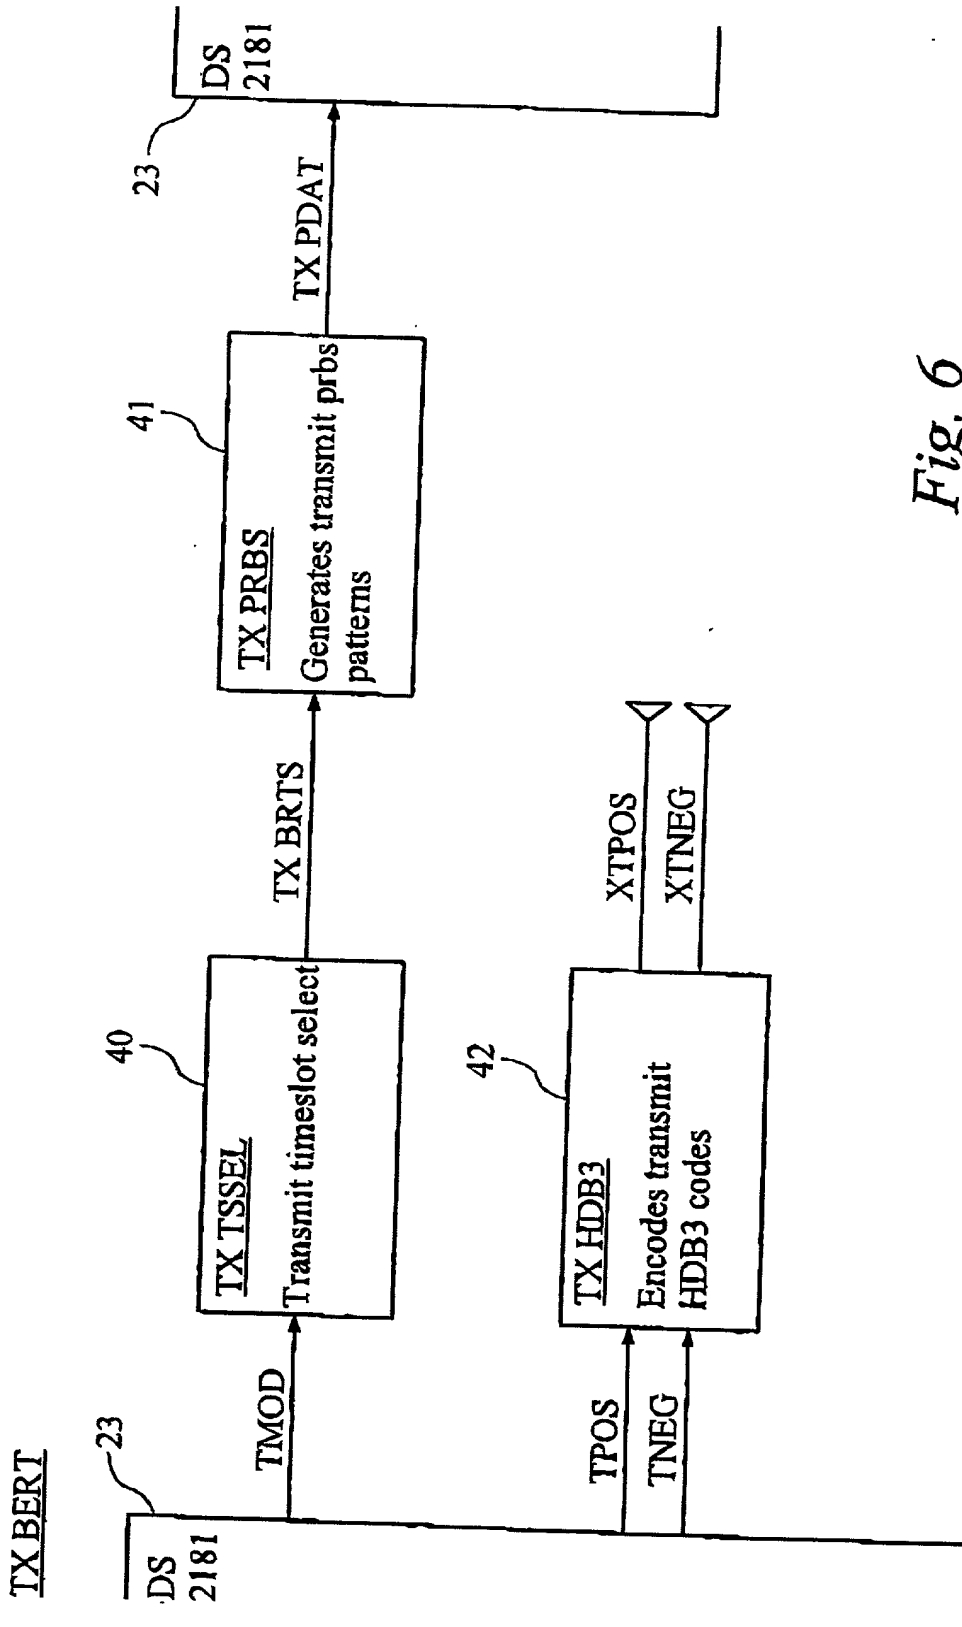 TX BERT
23
DS
2181
TMOD
40
TX TSSEL
Transmit timeslot select
TX BRTS
41
TX PRBS
Generates transmit prbs
patterns
TX PDAT
23
DS
2181
TPOS
TNEG
42
TX HDB3
Encodes transmit
HDB3 codes
XTPOS
XTNEG
Fig. 6